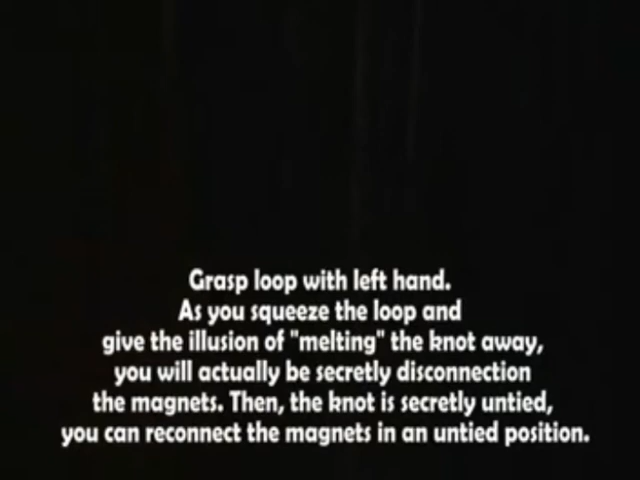 Grasp loop with left hand.
As you squeeze the loop and
give the illusion of "melting" the knot away,
you will actually be secretly disconnection
the magnets. Then, the knot is secretly untied,
you can reconnect the magnets in an untied position.